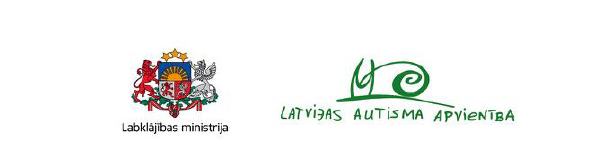 Labklājības ministrija
LATVIJAS AUTISMA APVIENĪBA